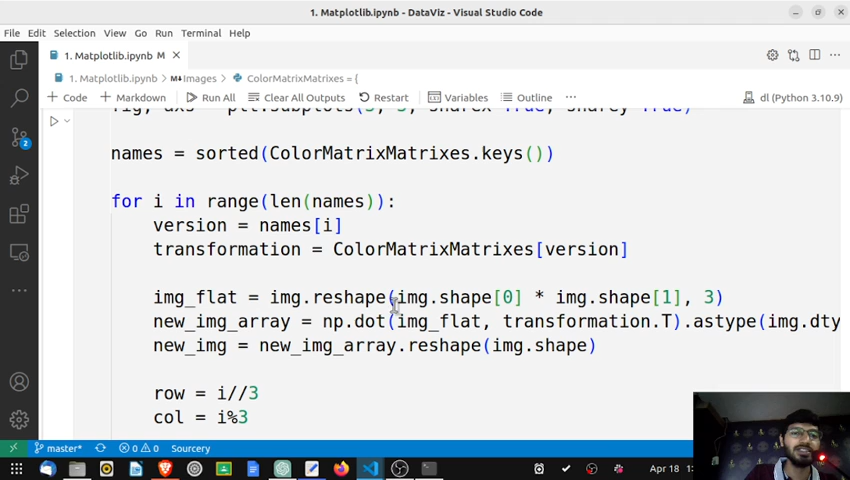 1. Matplotlib.ipynb - DataViz - Visual Studio Code
File Edit Selection View Go Run Terminal Help
1. Matplotlib.ipynb M
1. Matplotlib.ipynb > M Images > ColorMatrixMatrixes = {
+ Code + Markdown Run All Clear All Outputs Restart Variables Outline ... dl (Python 3.10.9)
names = sorted(ColorMatrixMatrixes.keys())
for i in range(len(names)):
version = names[i]
transformation = ColorMatrixMatrixes[version]
img_flat = img.reshape(img.shape[0] * img.shape[1], 3)
new_img_array = np.dot(img_flat, transformation.T).astype(img.dty
new_img = new_img_array.reshape(img.shape)
row = i//3
col = i%3
2
master* 0 0 Sourcery
Apr 18